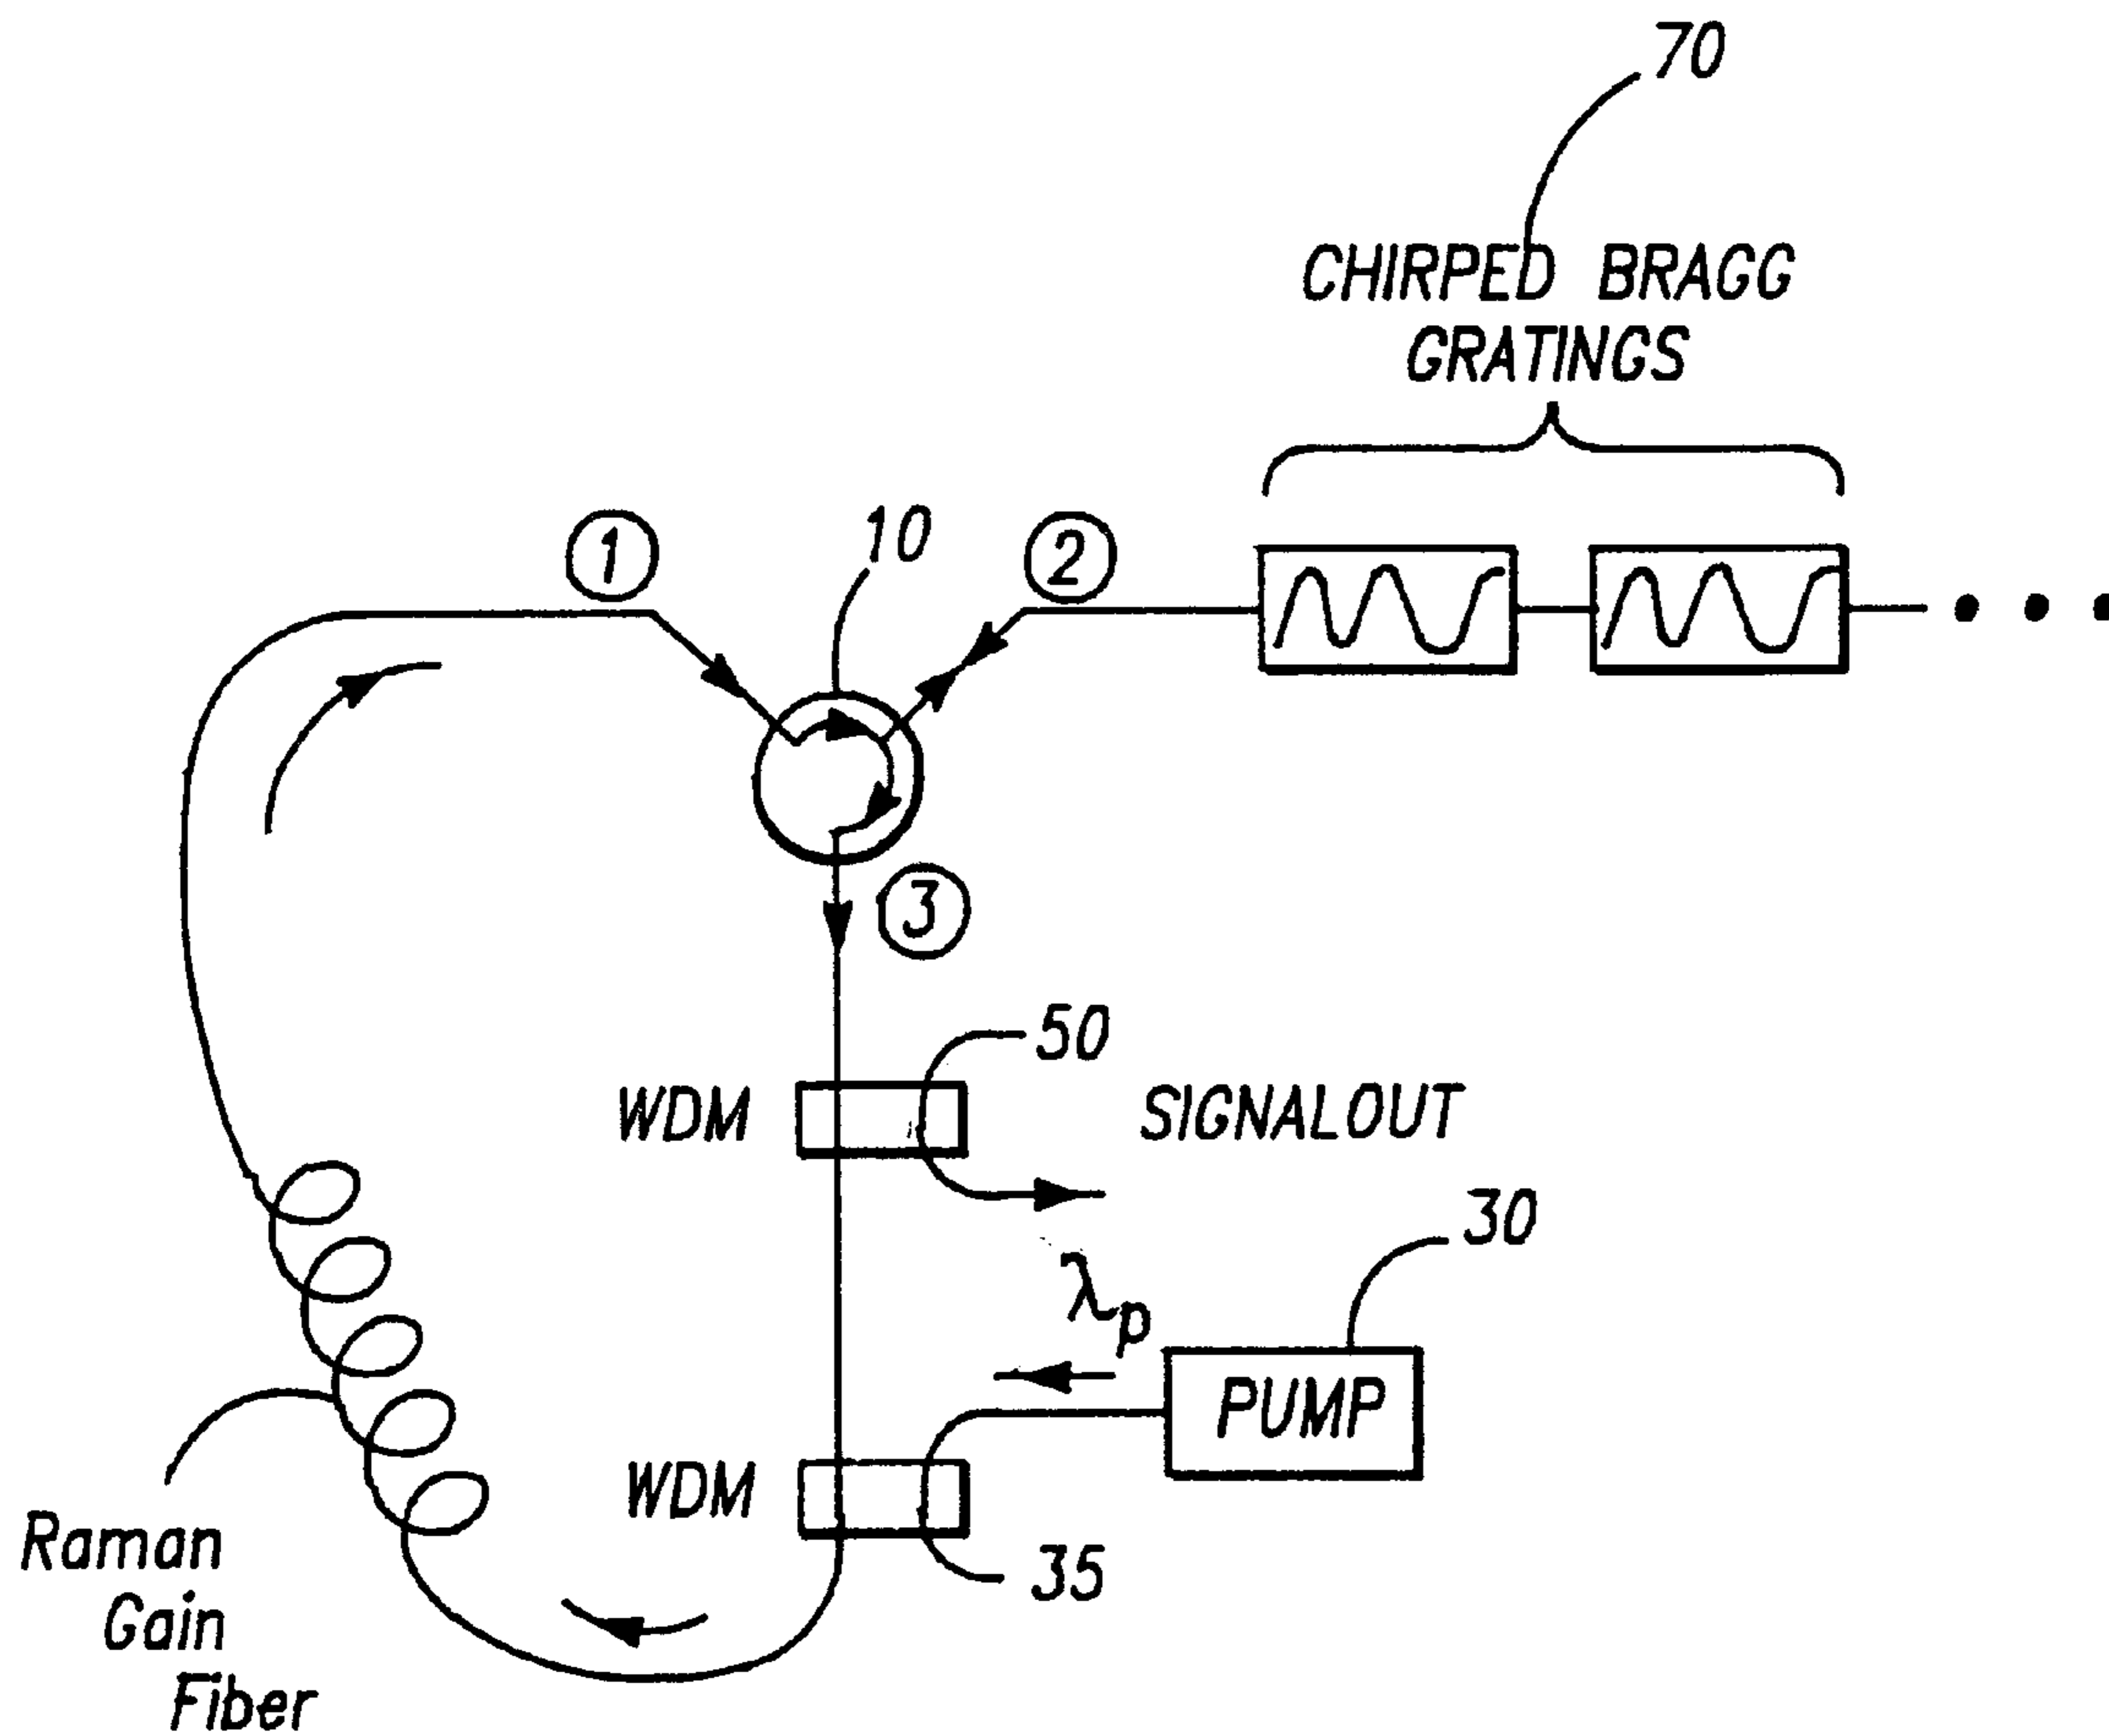 70
CHIRPED BRAGG
GRATINGS
1
10
2
3
50
WDM
SIGNALOUT
30
λp
PUMP
WDM
35
Raman
Gain
Fiber